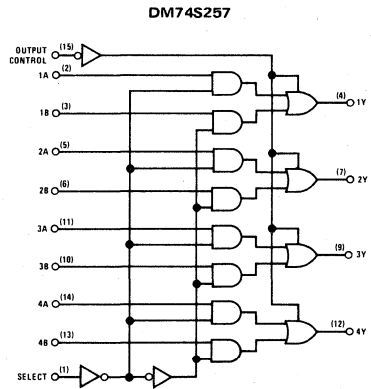 DM74S257
OUTPUT CONTROL (15)
1A (2)
(4) 1Y
1B (3)
2A (5)
(7) 2Y
2B (6)
3A (11)
(9) 3Y
3B (10)
4A (14)
(12) 4Y
4B (13)
SELECT (1)